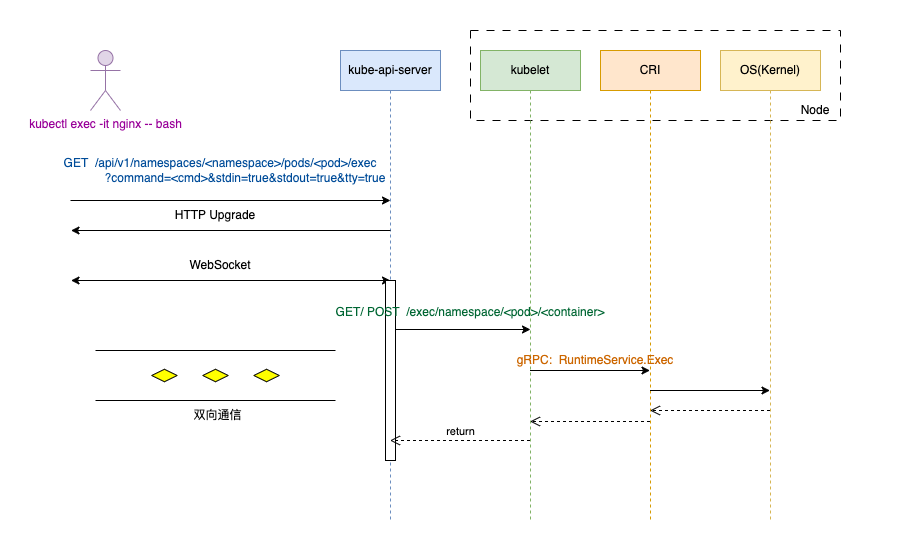 kube-api-server
kubelet
CRI
OS(Kernel)
Node
kubectl exec -it nginx -- bash
GET  /api/v1/namespaces/<namespace>/pods/<pod>/exec
?command=<cmd>&stdin=true&stdout=true&tty=true
HTTP Upgrade
WebSocket
GET/ POST  /exec/namespace/<pod>/<container>
gRPC:  RuntimeService.Exec
双向通信
return